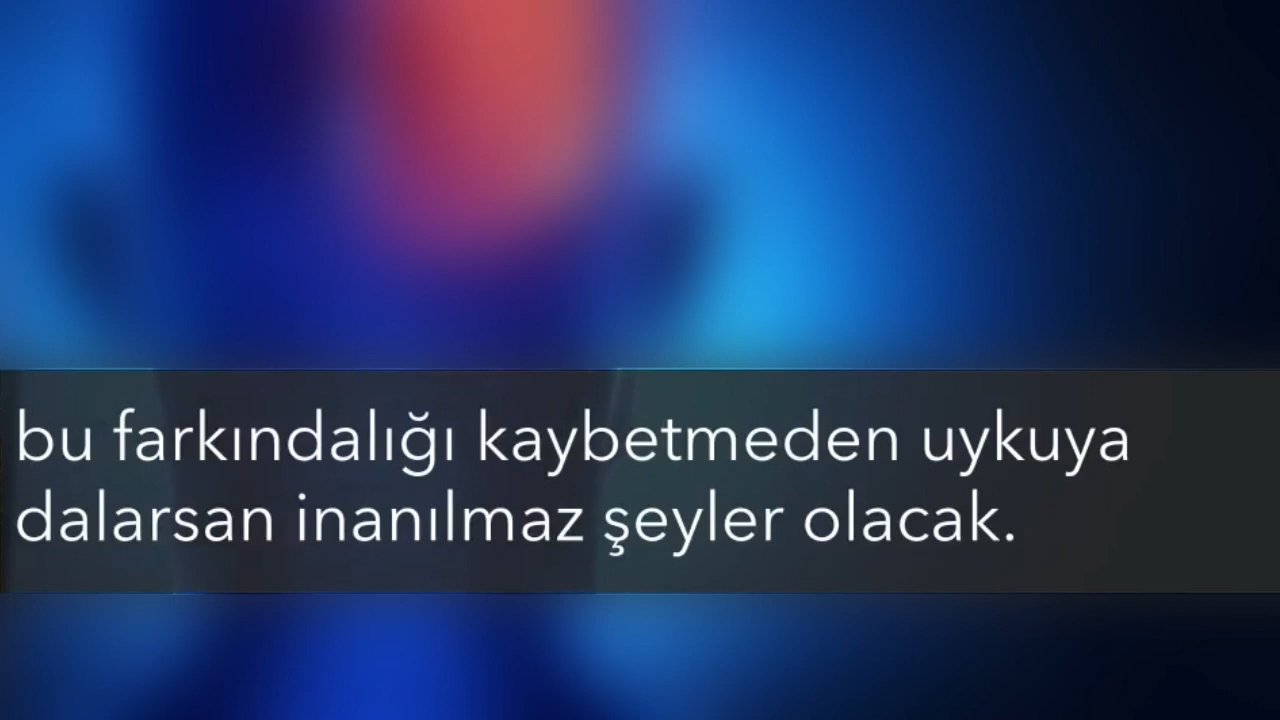 bu farkındalığı kaybetmeden uykuya
dalarsan inanılmaz şeyler olacak.